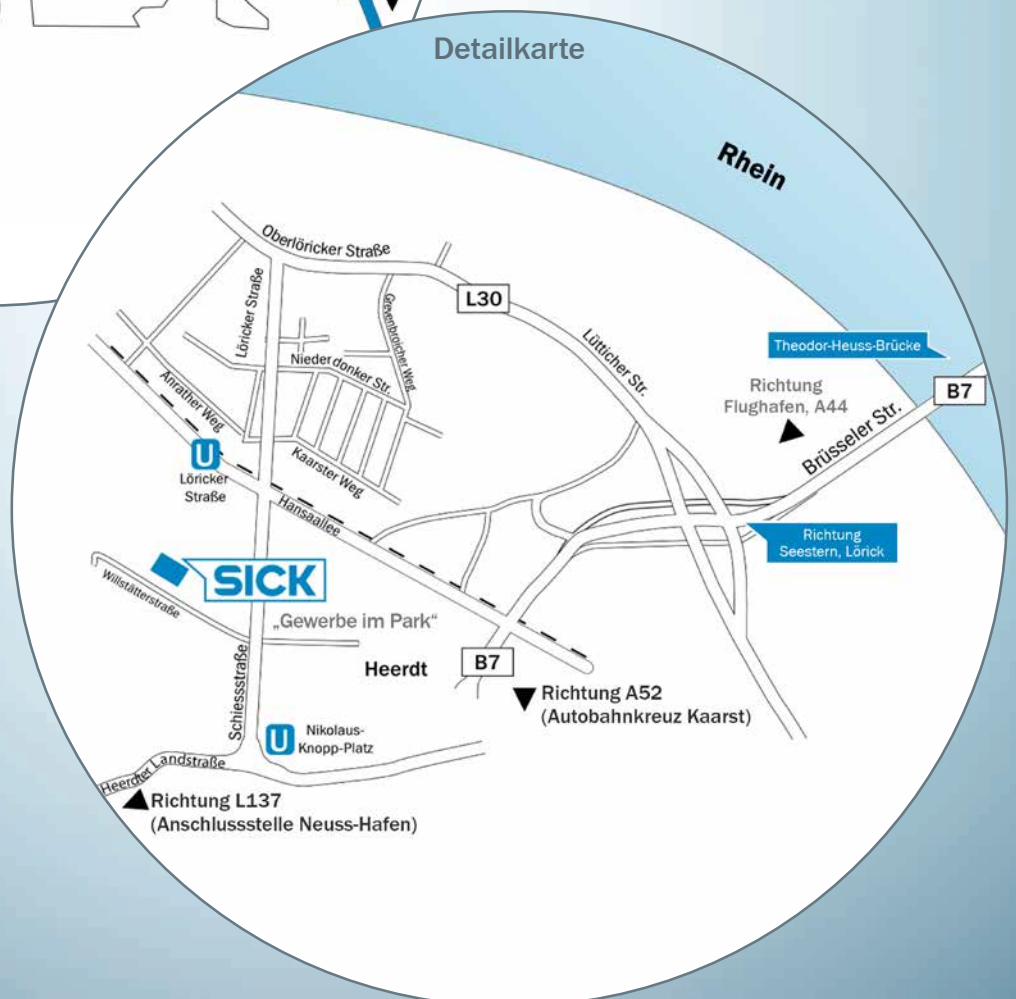 Detailkarte
Rhein
Oberlöricker Straße
L30
Löricker Straße
Grevenbroicher Weg
Lütticher Str.
Theodor-Heuss-Brücke
Niederdonker Str.
Richtung
Flughafen, A44
B7
Anrather Weg
Brüsseler Str.
U
Löricker
Straße
Kaarster Weg
Hansaallee
Richtung
Seestern, Lörick
SICK
Willstätterstraße
„Gewerbe im Park“
Heerdt
B7
Richtung A52
(Autobahnkreuz Kaarst)
Schiessstraße
U
Nikolaus-
Knopp-Platz
Heerdter Landstraße
Richtung L137
(Anschlussstelle Neuss-Hafen)